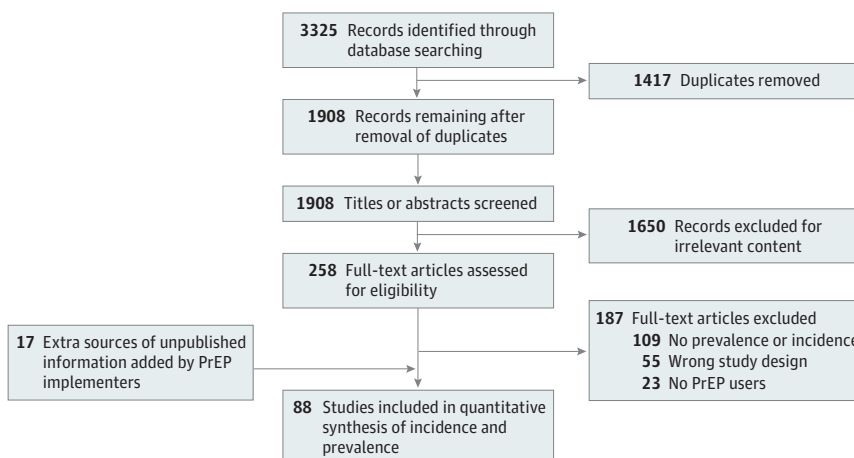 3325 Records identified through
database searching
1417 Duplicates removed
1908 Records remaining after
removal of duplicates
1908 Titles or abstracts screened
1650 Records excluded for
irrelevant content
258 Full-text articles assessed
for eligibility
187 Full-text articles excluded
109 No prevalence or incidence
55 Wrong study design
23 No PrEP users
17 Extra sources of unpublished
information added by PrEP
implementers
88 Studies included in quantitative
synthesis of incidence and
prevalence